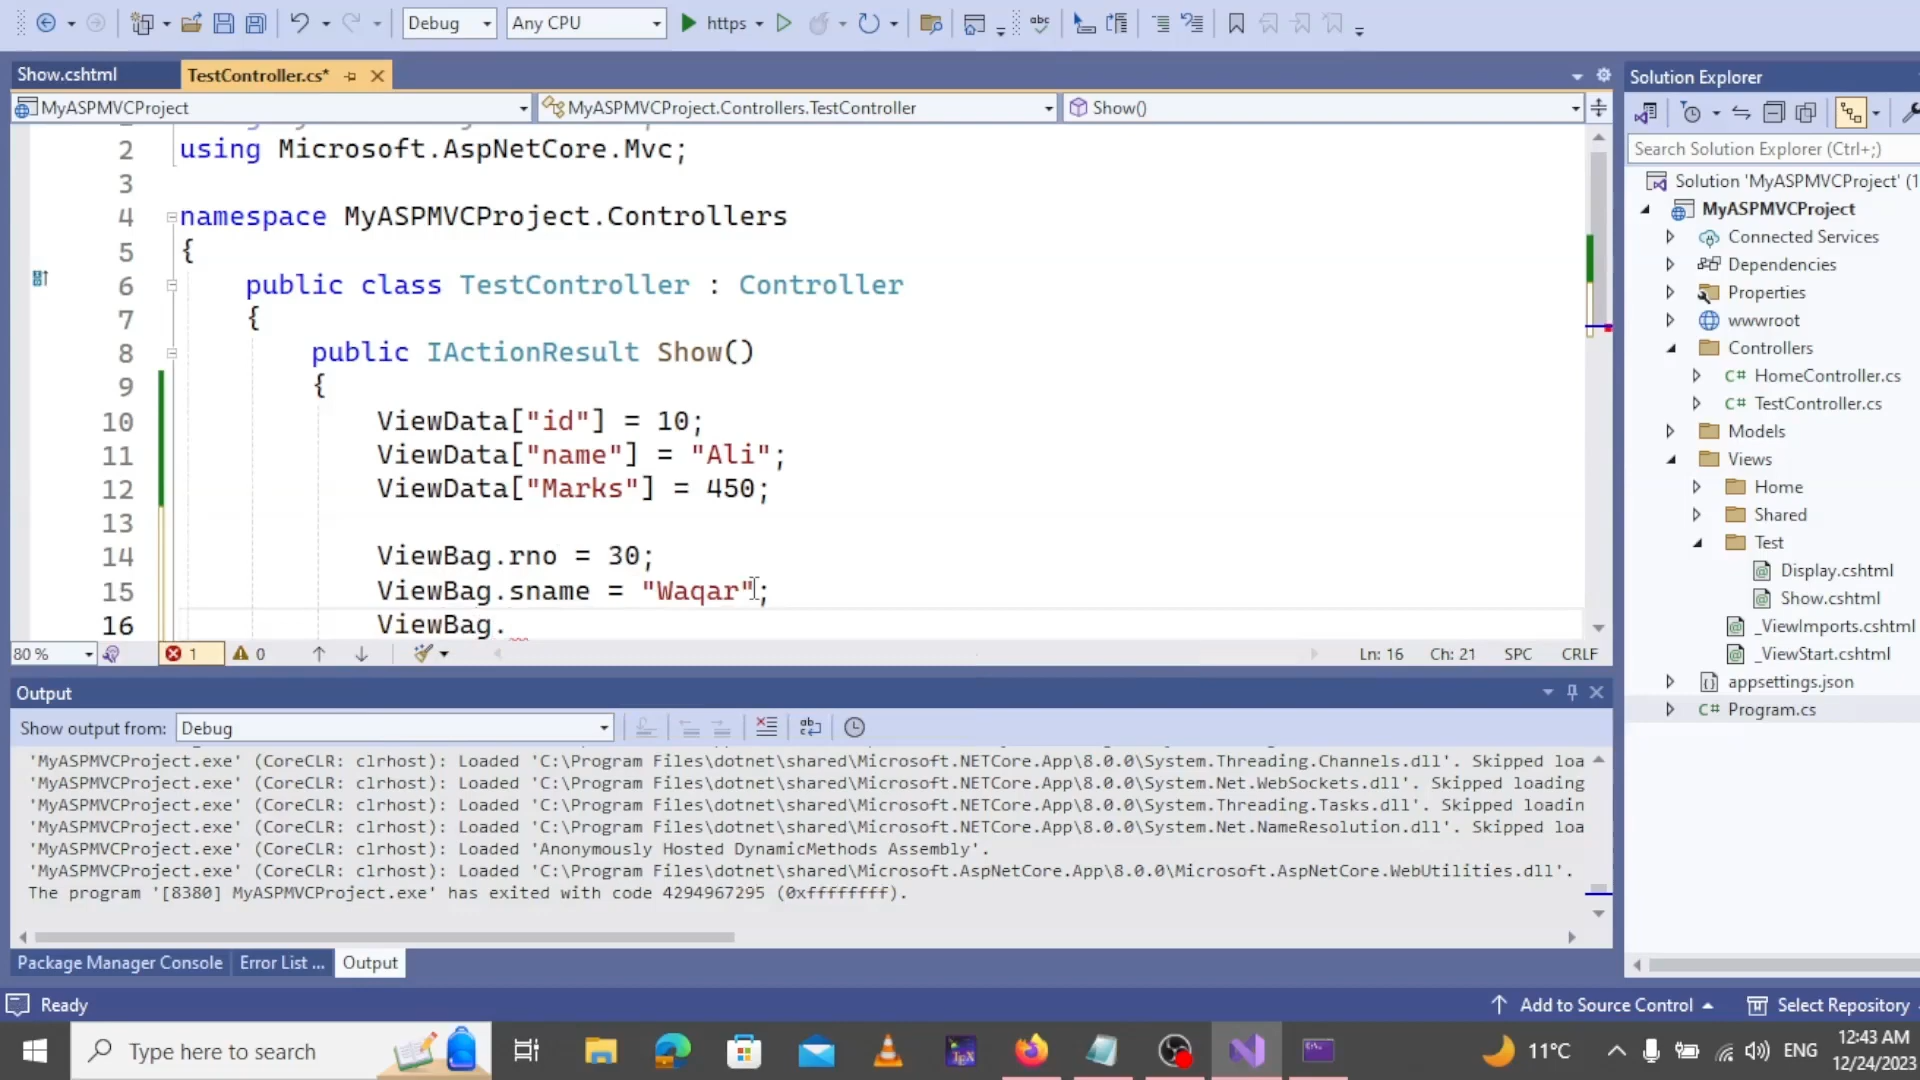 Debug
Any CPU
https
abc
Show.cshtml
TestController.cs*
Solution Explorer
MyASPMVCProject
MyASPMVCProject.Controllers.TestController
Show()
Search Solution Explorer (Ctrl+;)
2 using Microsoft.AspNetCore.Mvc;
3
4 namespace MyASPMVCProject.Controllers
5 {
6 public class TestController : Controller
7 {
8 public IActionResult Show()
9 {
10 ViewData["id"] = 10;
11 ViewData["name"] = "Ali";
12 ViewData["Marks"] = 450;
13
14 ViewBag.rno = 30;
15 ViewBag.sname = "Waqar";
16 ViewBag.
80 %
1
0
Ln: 16
Ch: 21
SPC
CRLF
Solution 'MyASPMVCProject' (1
MyASPMVCProject
Connected Services
Dependencies
Properties
wwwroot
Controllers
C# HomeController.cs
C# TestController.cs
Models
Views
Home
Shared
Test
Display.cshtml
Show.cshtml
_ViewImports.cshtml
_ViewStart.cshtml
appsettings.json
C# Program.cs
Output
Show output from: Debug
'MyASPMVCProject.exe' (CoreCLR: clrhost): Loaded 'C:\Program Files\dotnet\shared\Microsoft.NETCore.App\8.0.0\System.Threading.Channels.dll'. Skipped loa
'MyASPMVCProject.exe' (CoreCLR: clrhost): Loaded 'C:\Program Files\dotnet\shared\Microsoft.NETCore.App\8.0.0\System.Net.WebSockets.dll'. Skipped loading
'MyASPMVCProject.exe' (CoreCLR: clrhost): Loaded 'C:\Program Files\dotnet\shared\Microsoft.NETCore.App\8.0.0\System.Threading.Tasks.dll'. Skipped loadin
'MyASPMVCProject.exe' (CoreCLR: clrhost): Loaded 'C:\Program Files\dotnet\shared\Microsoft.NETCore.App\8.0.0\System.Net.NameResolution.dll'. Skipped loa
'MyASPMVCProject.exe' (CoreCLR: clrhost): Loaded 'Anonymously Hosted DynamicMethods Assembly'.
'MyASPMVCProject.exe' (CoreCLR: clrhost): Loaded 'C:\Program Files\dotnet\shared\Microsoft.AspNetCore.App\8.0.0\Microsoft.AspNetCore.WebUtilities.dll'.
The program '[8380] MyASPMVCProject.exe' has exited with code 4294967295 (0xffffffff).
Package Manager Console
Error List ...
Output
Ready
Add to Source Control
Select Repository
Type here to search
11°C
ENG
12:43 AM
12/24/2023